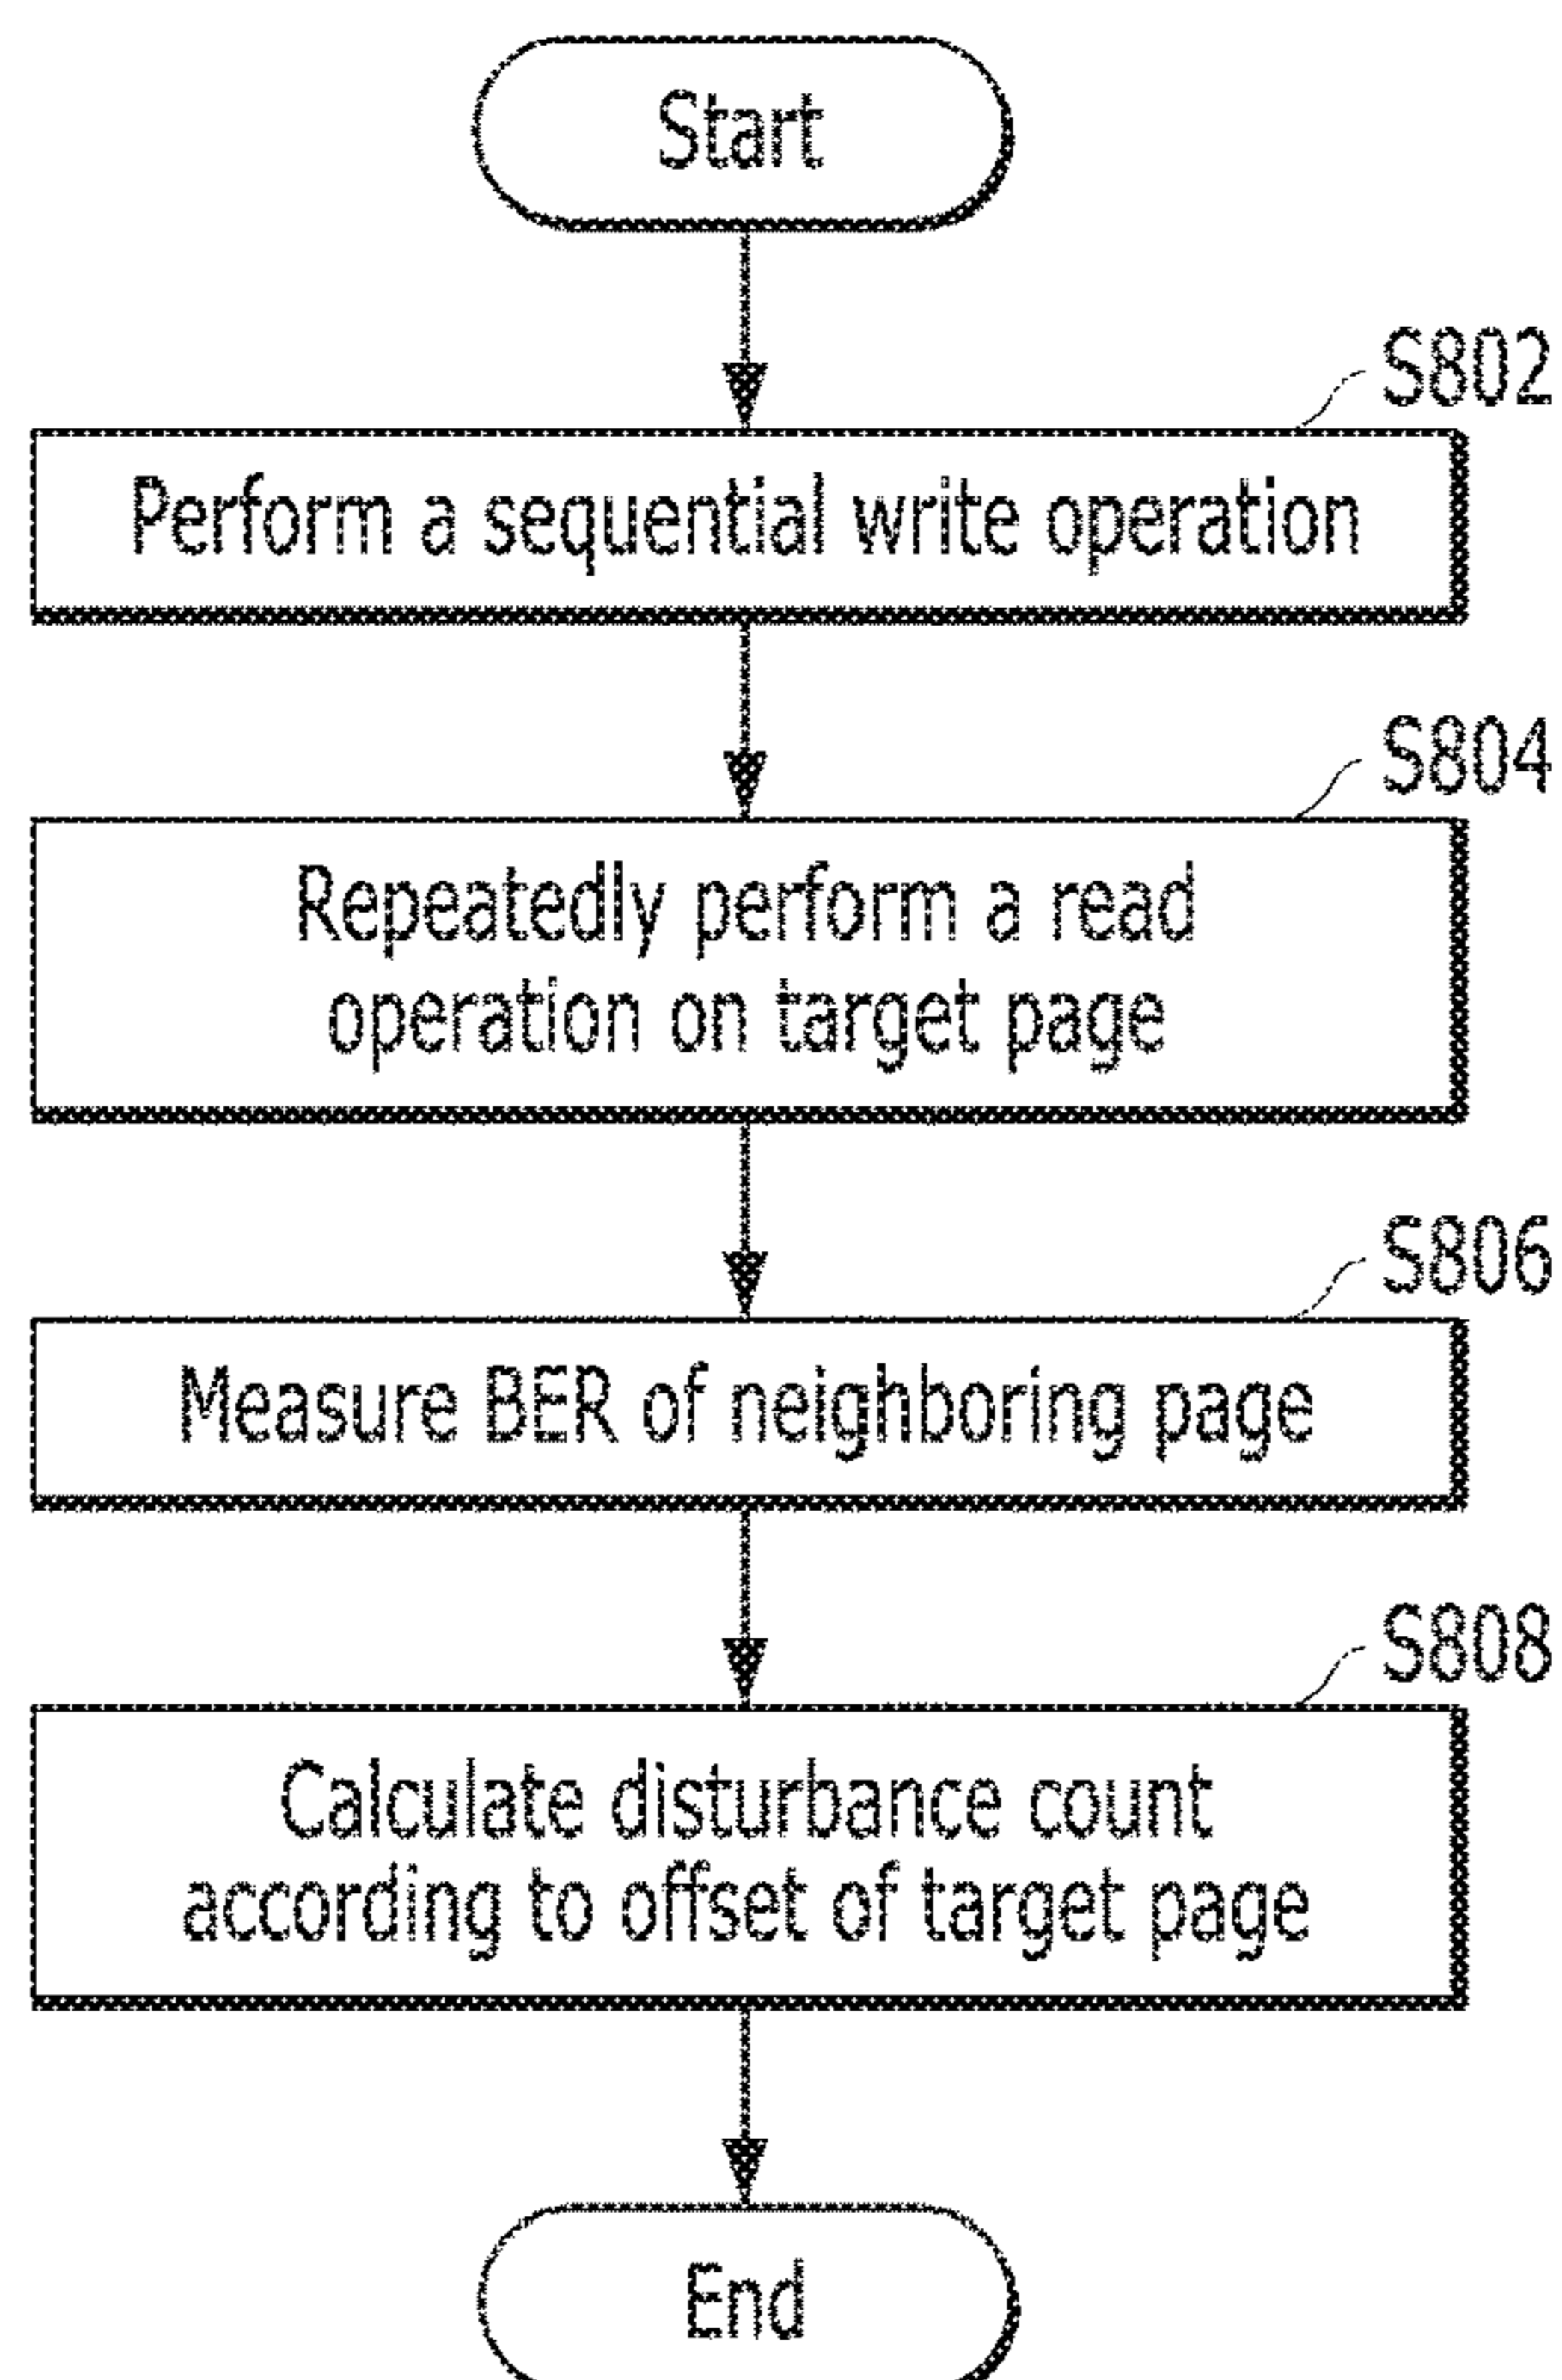 Start
S802
Perform a sequential write operation
S804
Repeatedly perform a read
operation on target page
S806
Measure BER of neighboring page
S808
Calculate disturbance count
according to offset of target page
End